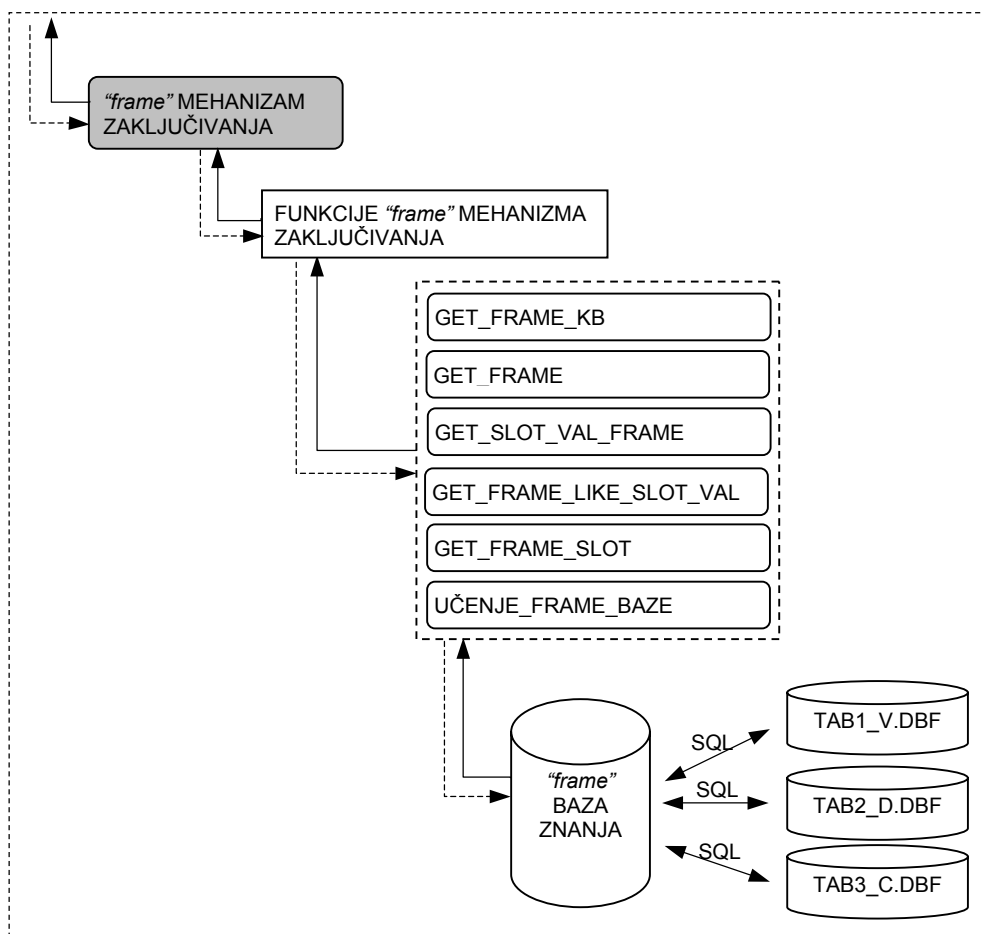 “frame” MEHANIZAM
ZAKLJUČIVANJA
FUNKCIJE “frame” MEHANIZMA
ZAKLJUČIVANJA
GET_FRAME_KB
GET_FRAME
GET_SLOT_VAL_FRAME
GET_FRAME_LIKE_SLOT_VAL
GET_FRAME_SLOT
UČENJE_FRAME_BAZE
“frame”
BAZA
ZNANJA
SQL
SQL
SQL
TAB1_V.DBF
TAB2_D.DBF
TAB3_C.DBF